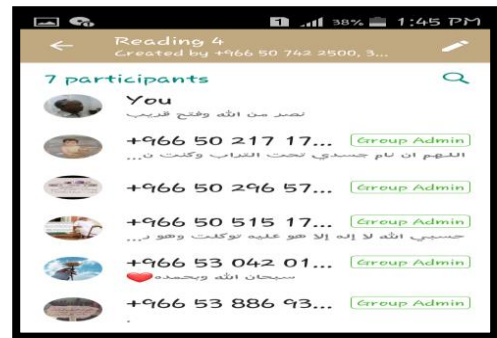 38% 1:45 PM
Reading 4
Created by +966 50 742 2500, 3...
7 participants
You
نصر من الله وفتح قريب
+966 50 217 17... Group Admin
اللهم ان نام جسدي تحت التراب وكنت ن...
+966 50 296 57... Group Admin
+966 50 515 17... Group Admin
حسبي الله لا إله إلا هو عليه توكلت وهو ر...
+966 53 042 01... Group Admin
سبحان الله وبحمده❤
+966 53 886 93... Group Admin
.